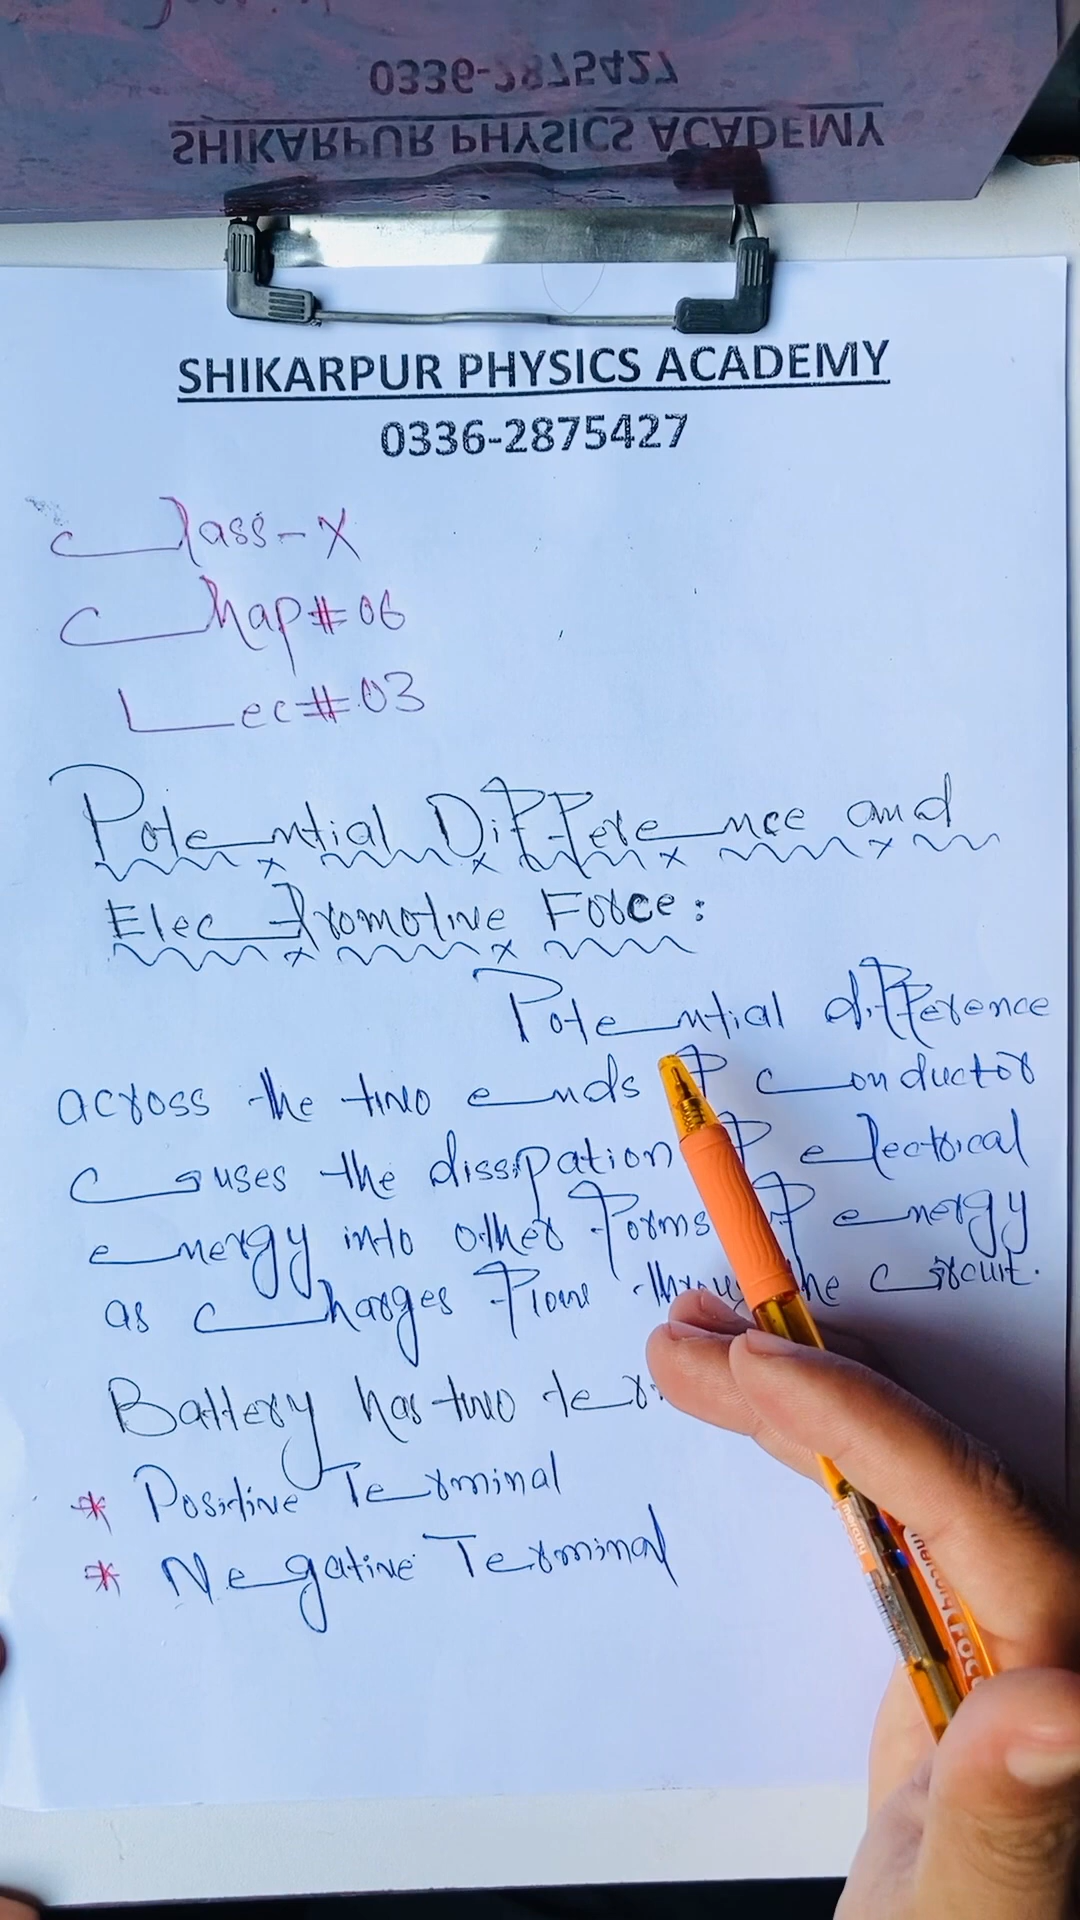 0336-2875427
SHIKARPUR PHYSICS ACADEMY
SHIKARPUR PHYSICS ACADEMY
0336-2875427
Class-X
Chap#06
Lec#03
Potential Difference and
Electromotive Force:
Potential difference
across the two ends of conductor
causes the dissipation of electrical
energy into other forms of energy
as charges flow through the circuit.
Battery has two
* Positive Terminal
* Negative Terminal
mercury
mercury